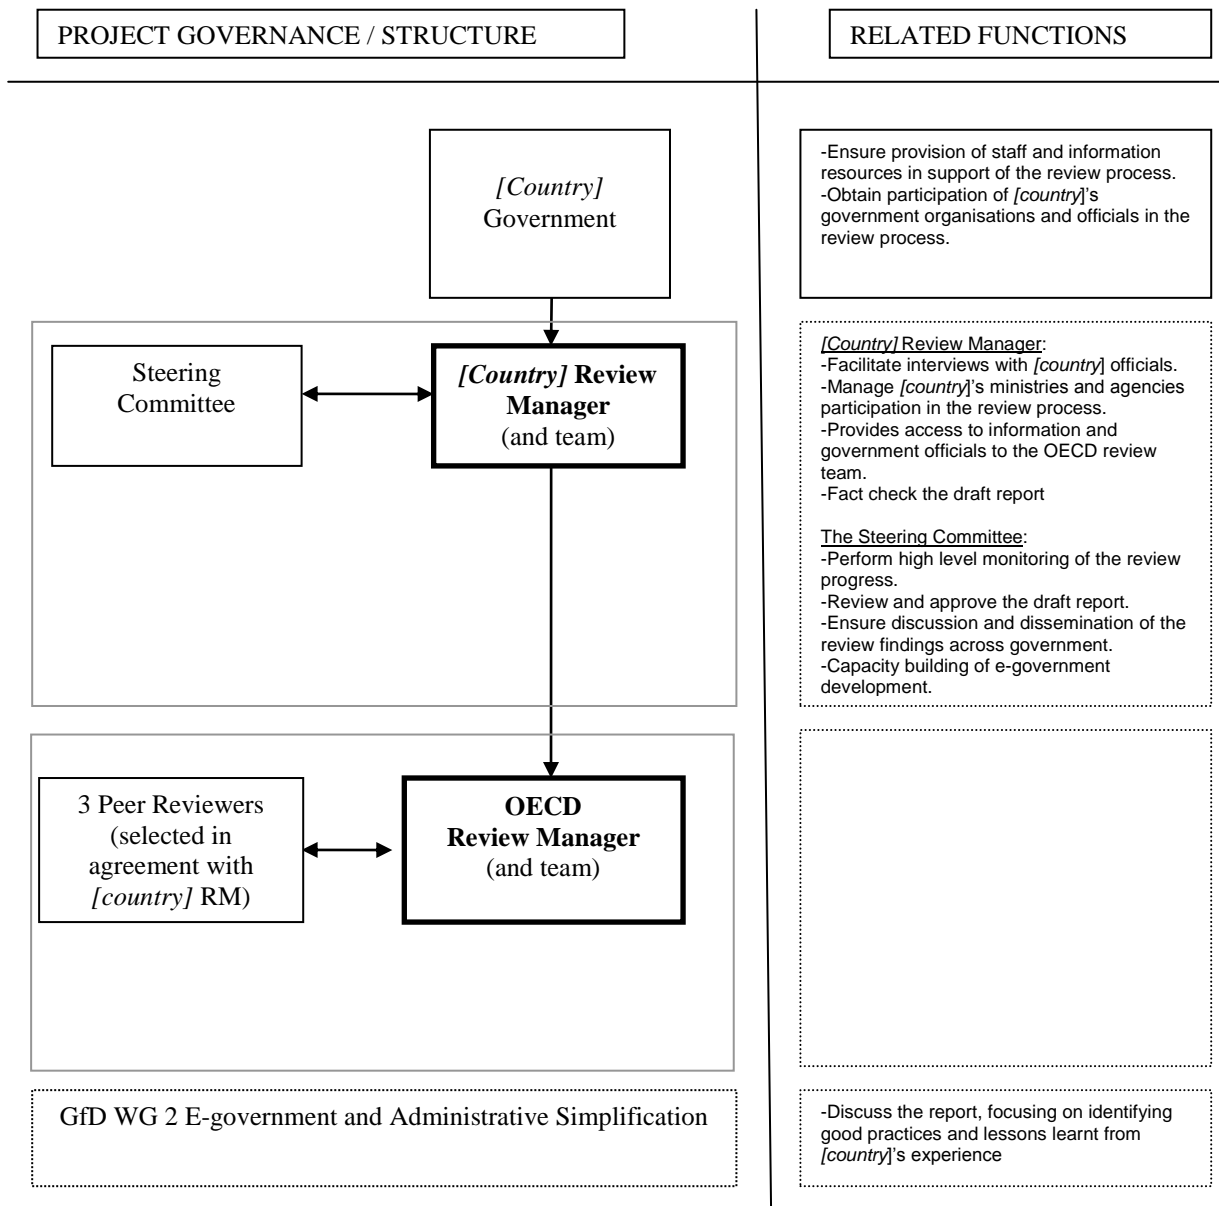 PROJECT GOVERNANCE / STRUCTURE
RELATED FUNCTIONS
[Country]
Government
-Ensure provision of staff and information
resources in support of the review process.
-Obtain participation of [country]'s
government organisations and officials in the
review process.
Steering
Committee
[Country] Review
Manager
(and team)
[Country] Review Manager:
-Facilitate interviews with [country] officials.
-Manage [country]'s ministries and agencies
participation in the review process.
-Provides access to information and
government officials to the OECD review
team.
-Fact check the draft report
The Steering Committee:
-Perform high level monitoring of the review
progress.
-Review and approve the draft report.
-Ensure discussion and dissemination of the
review findings across government.
-Capacity building of e-government
development.
3 Peer Reviewers
(selected in
agreement with
[country] RM)
OECD
Review Manager
(and team)
GfD WG 2 E-government and Administrative Simplification
-Discuss the report, focusing on identifying
good practices and lessons learnt from
[country]'s experience